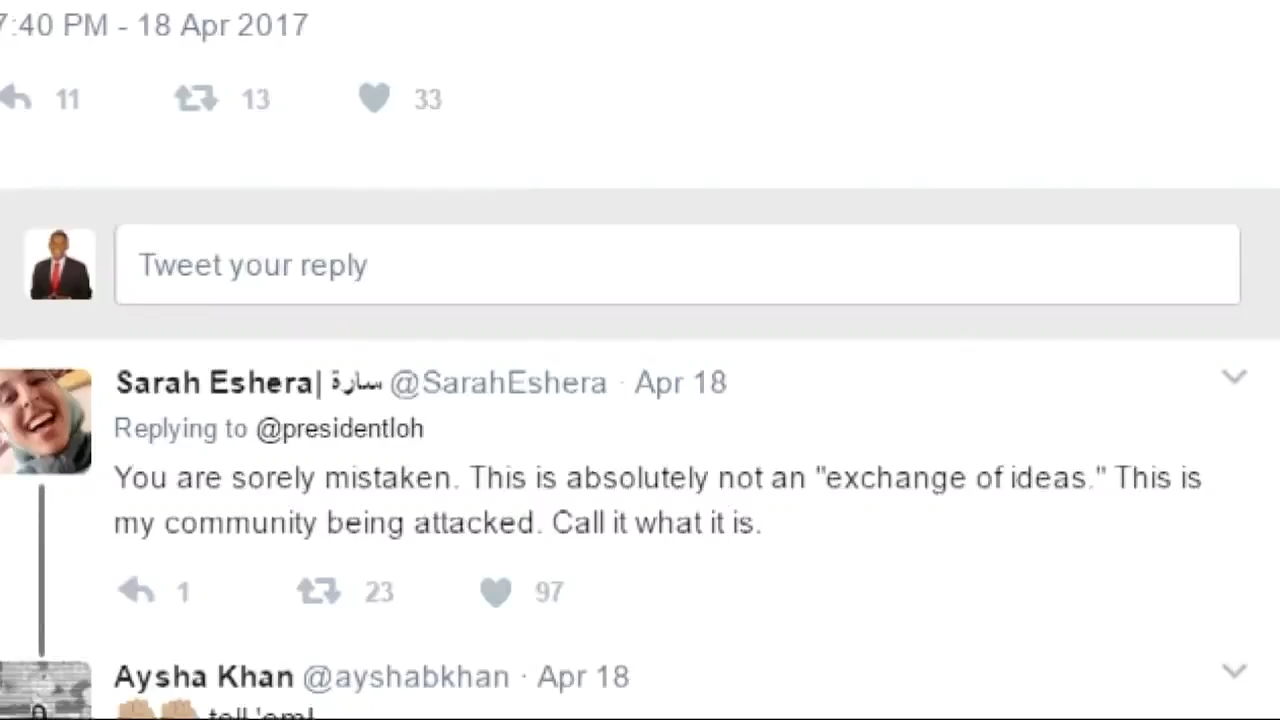 7:40 PM - 18 Apr 2017
11 13 33
Tweet your reply
Sarah Eshera| سارة @SarahEshera · Apr 18
Replying to @presidentloh
You are sorely mistaken. This is absolutely not an "exchange of ideas." This is
my community being attacked. Call it what it is.
1 23 97
Aysha Khan @ayshabkhan · Apr 18
tell 'em!